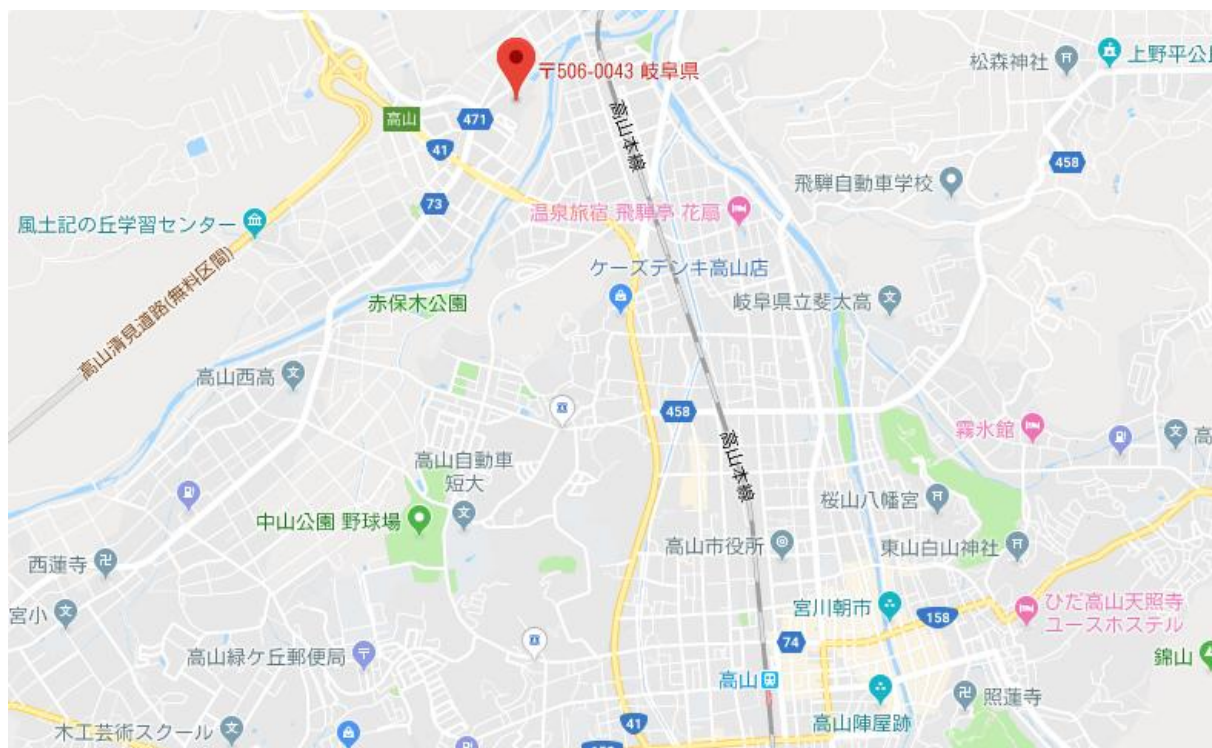 〒506-0043 岐阜県
松森神社
上野平公
高山
471
41
高山本線
458
73
飛騨自動車学校
風土記の丘学習センター
温泉旅宿 飛騨亭 花扇
ケーズデンキ高山店
高山清見道路(無料区間)
赤保木公園
岐阜県立斐太高
高山西高
458
霧氷館
高
高山本線
高山自動車
短大
桜山八幡宮
中山公園 野球場
高山市役所
東山白山神社
西蓮寺
宮小
宮川朝市
158
ひだ高山天照寺
ユースホステル
高山緑ケ丘郵便局
74
錦山
高山
照蓮寺
木工芸術スクール
41
高山陣屋跡